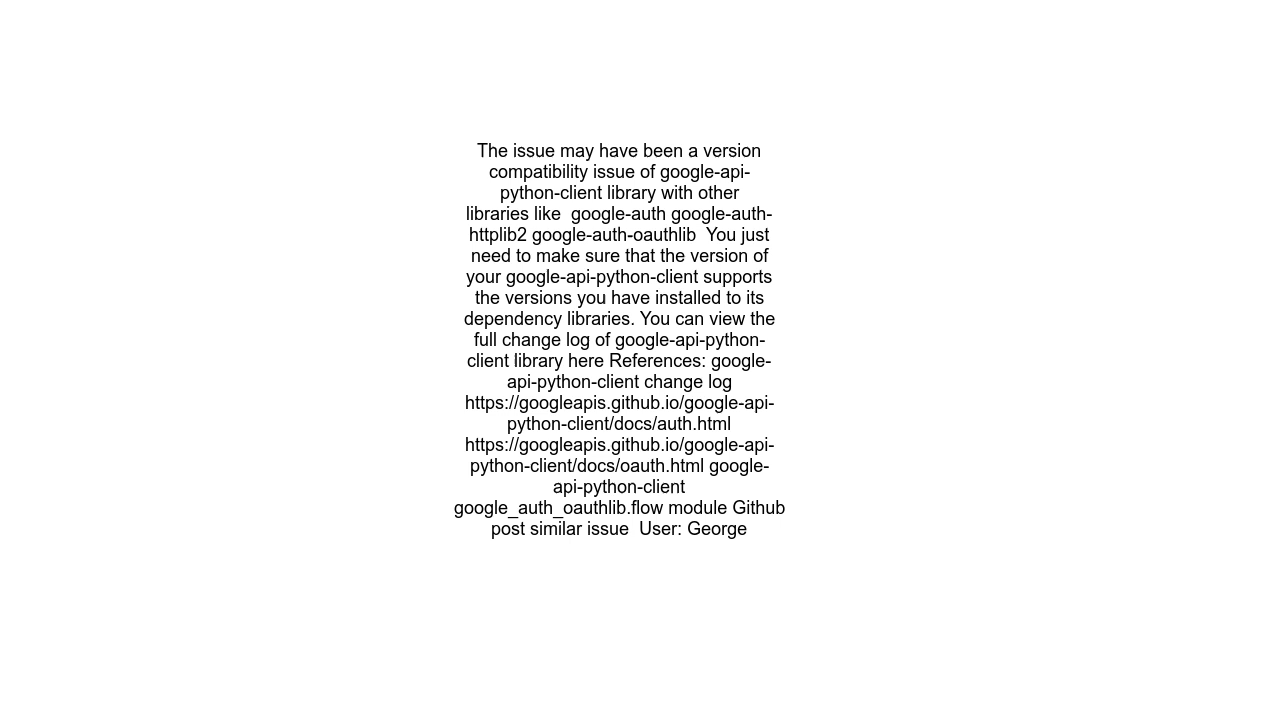 The issue may have been a version
compatibility issue of google-api-
python-client library with other
libraries like  google-auth google-auth-
httplib2 google-auth-oauthlib  You just
need to make sure that the version of
your google-api-python-client supports
the versions you have installed to its
dependency libraries. You can view the
full change log of google-api-python-
client library here References: google-
api-python-client change log
https://googleapis.github.io/google-api-
python-client/docs/auth.html
https://googleapis.github.io/google-api-
python-client/docs/oauth.html google-
api-python-client
google_auth_oauthlib.flow module Github
post similar issue  User: George